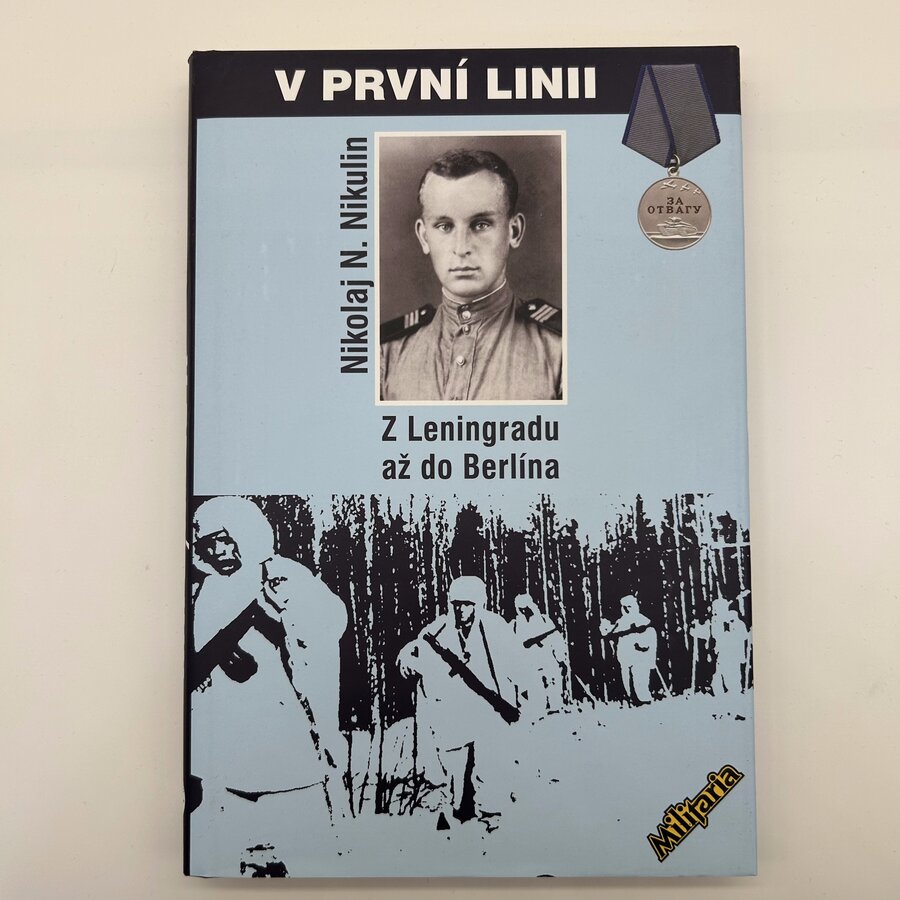 V PRVNÍ LINII
ЗА
ОТВАГУ
Nikolaj N. Nikulin
Z Leningradu
až do Berlína
Militaria